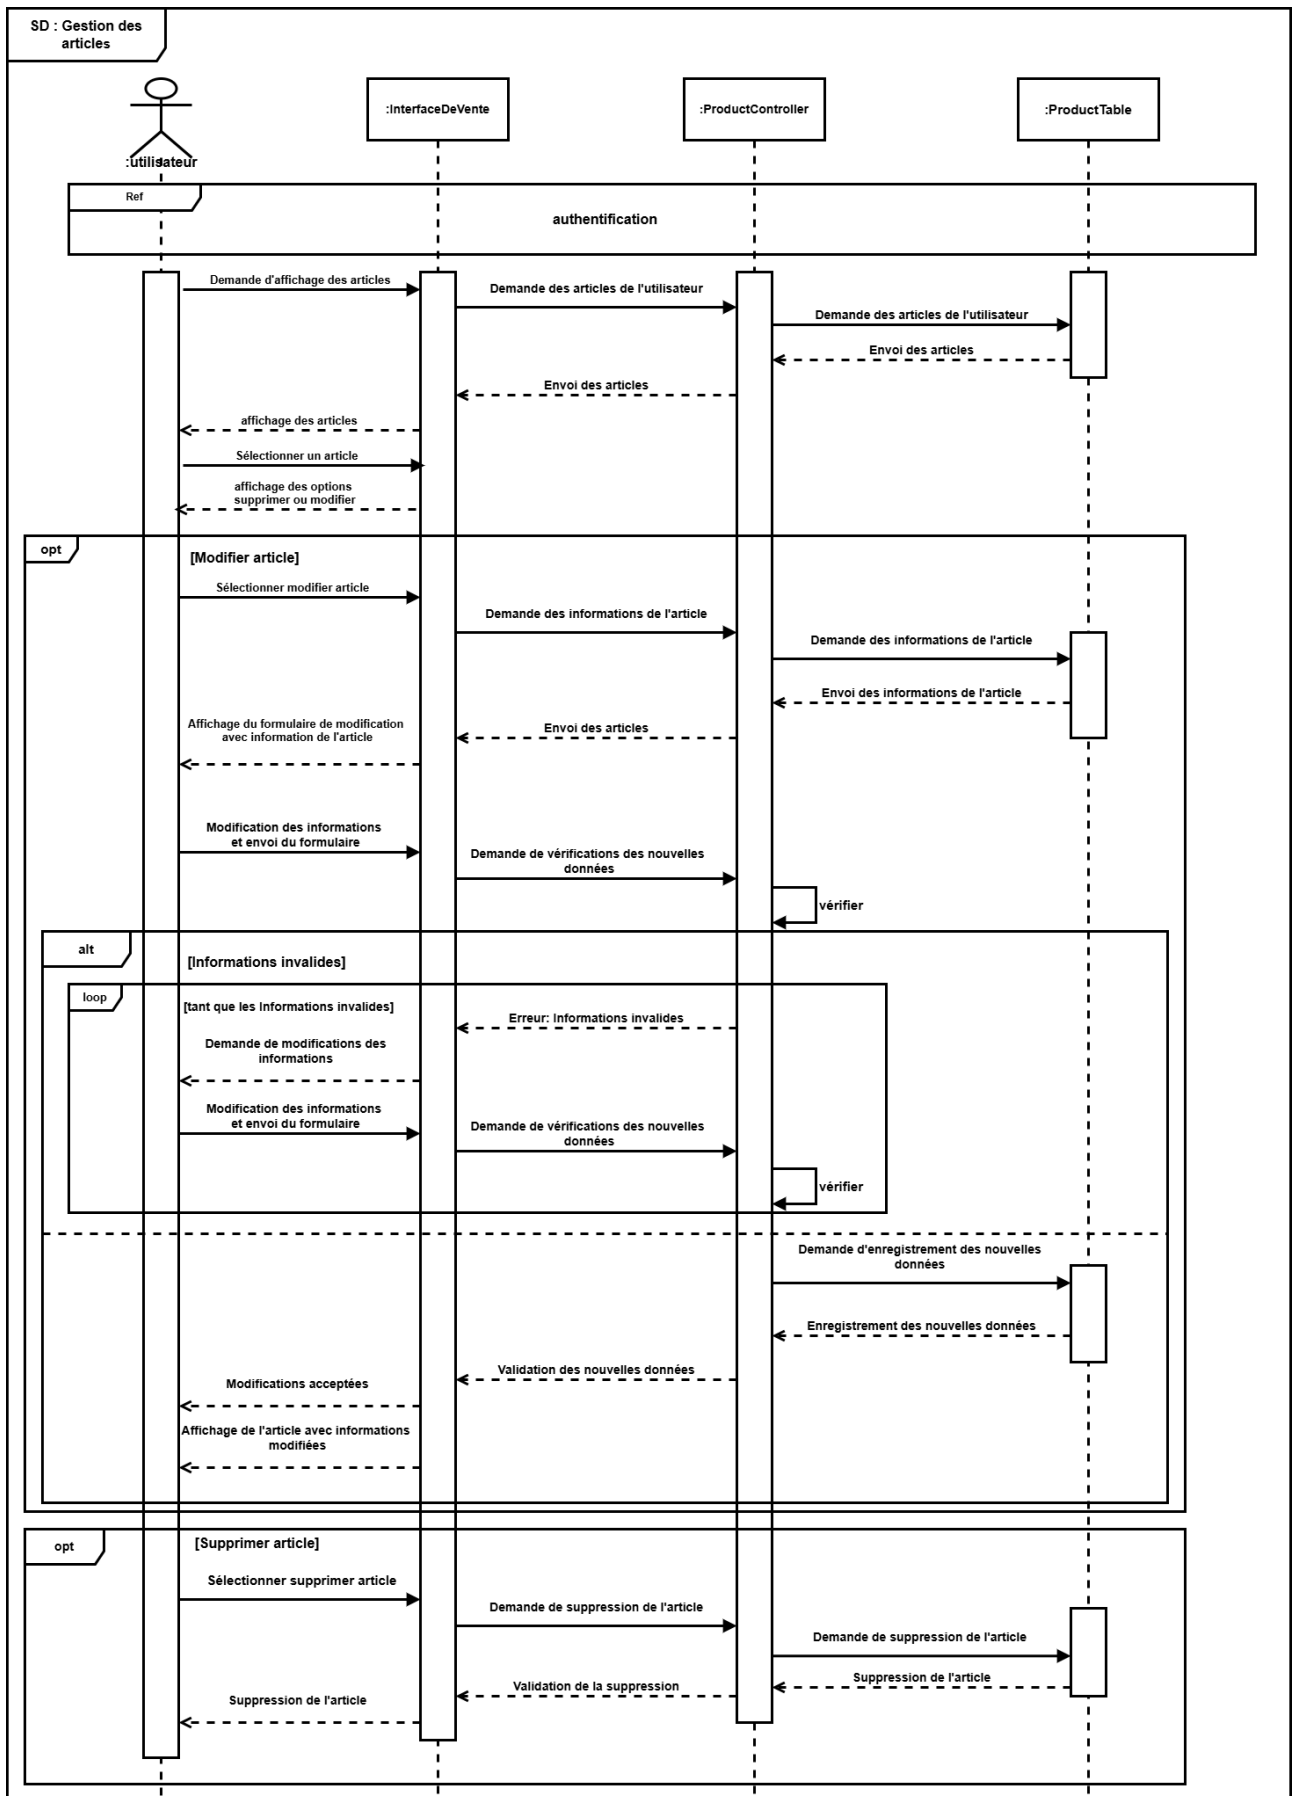 SD : Gestion des
articles
:utilisateur
:InterfaceDeVente
:ProductController
:ProductTable
Ref
authentification
Demande d'affichage des articles
Demande des articles de l'utilisateur
Demande des articles de l'utilisateur
Envoi des articles
Envoi des articles
affichage des articles
Sélectionner un article
affichage des options
supprimer ou modifier
opt
[Modifier article]
Sélectionner modifier article
Demande des informations de l'article
Demande des informations de l'article
Envoi des informations de l'article
Envoi des articles
Affichage du formulaire de modification
avec information de l'article
Modification des informations
et envoi du formulaire
Demande de vérifications des nouvelles
données
vérifier
alt
[Informations invalides]
loop
[tant que les Informations invalides]
Erreur: Informations invalides
Demande de modifications des
informations
Modification des informations
et envoi du formulaire
Demande de vérifications des nouvelles
données
vérifier
Demande d'enregistrement des nouvelles
données
Enregistrement des nouvelles données
Validation des nouvelles données
Modifications acceptées
Affichage de l'article avec informations
modifiées
opt
[Supprimer article]
Sélectionner supprimer article
Demande de suppression de l'article
Demande de suppression de l'article
Suppression de l'article
Validation de la suppression
Suppression de l'article